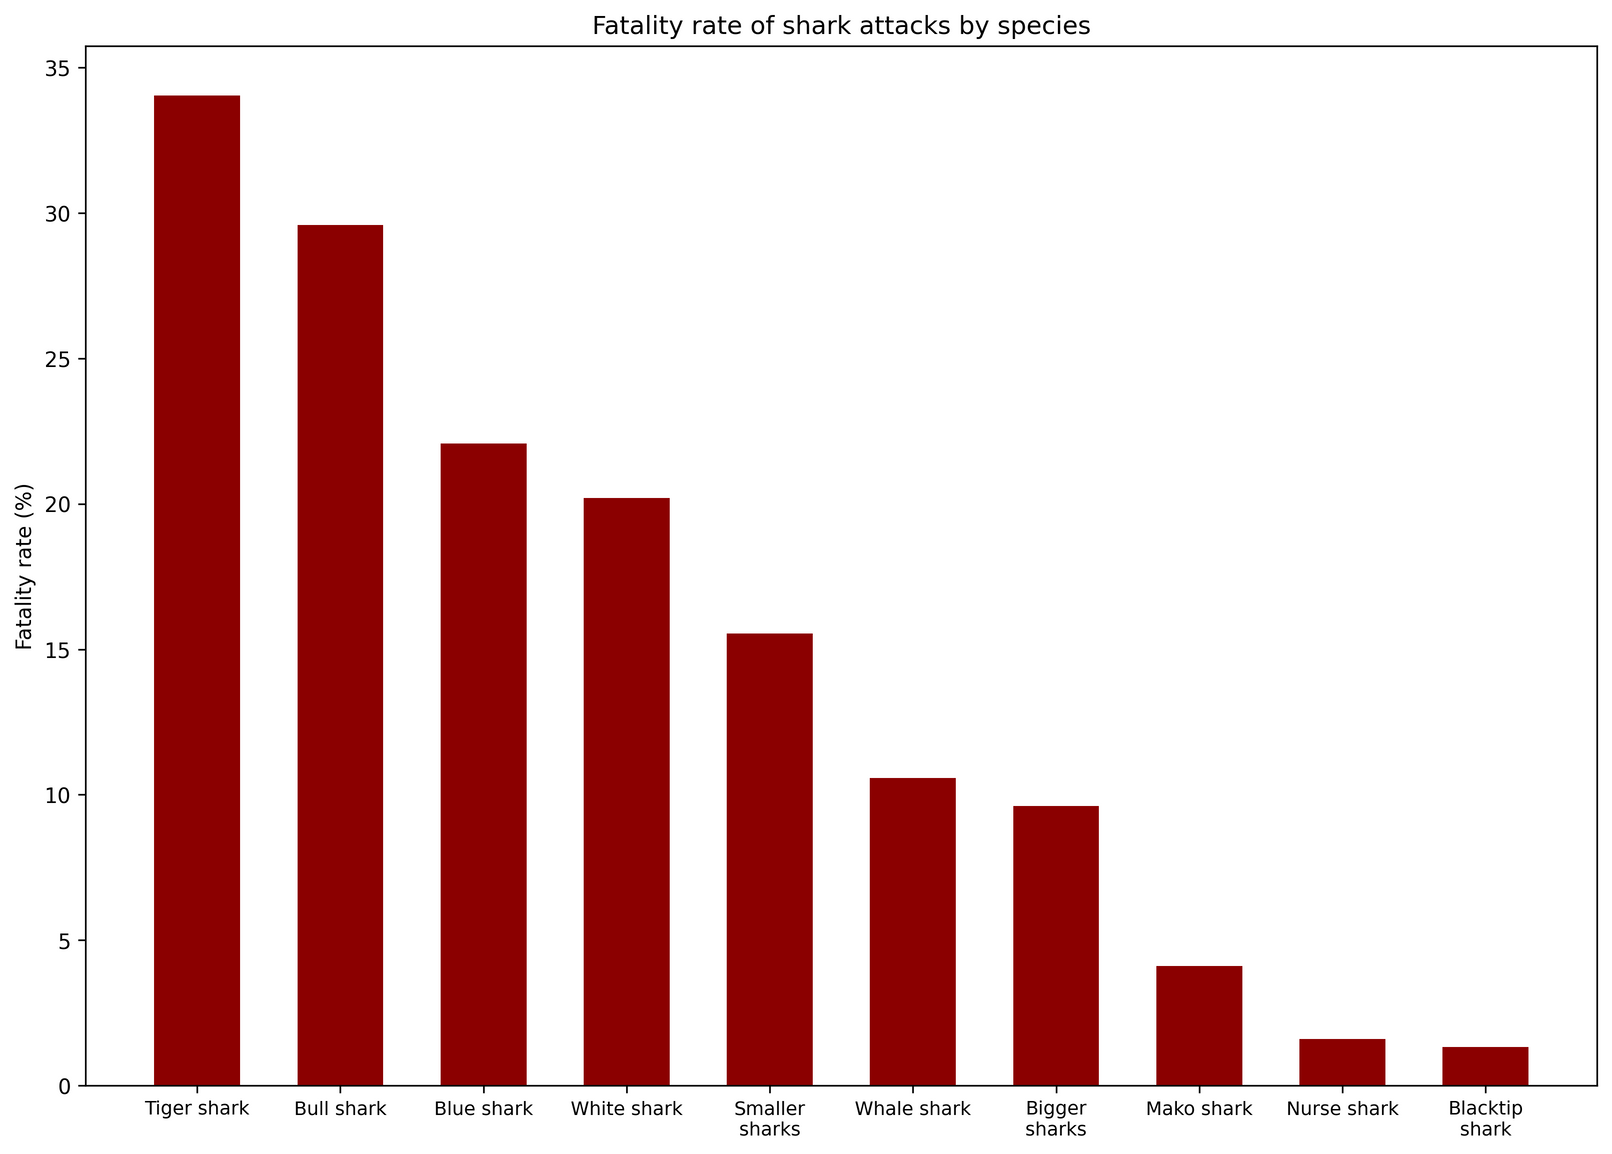 Fatality rate of shark attacks by species
Fatality rate (%)
35
30
25
20
15
10
5
0
Tiger shark
Bull shark
Blue shark
White shark
Smaller
sharks
Whale shark
Bigger
sharks
Mako shark
Nurse shark
Blacktip
shark